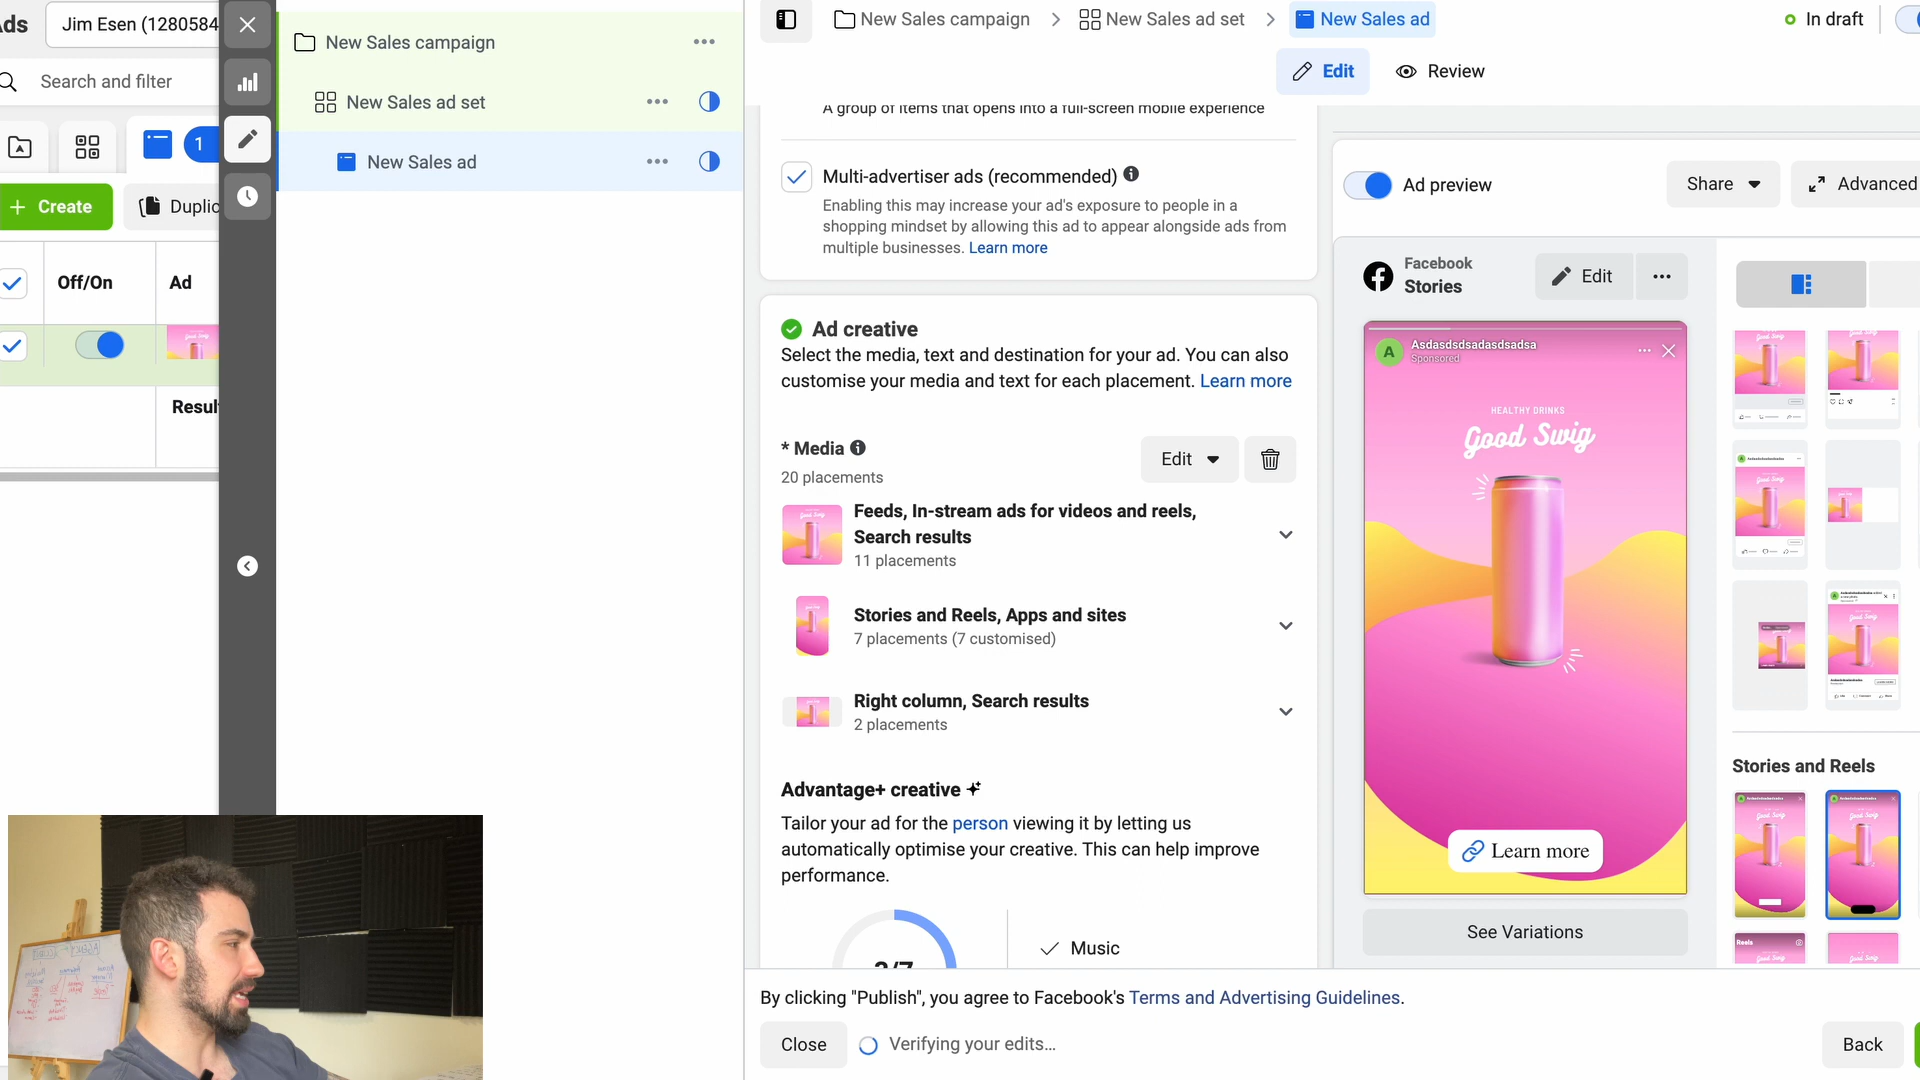 ds
Jim Esen (1280584
Search and filter
1
Create
Duplic
Off/On
Ad
Resul
New Sales campaign
New Sales ad set
New Sales ad
New Sales campaign
New Sales ad set
New Sales ad
In draft
Edit
Review
A group of items that opens into a full-screen mobile experience
Multi-advertiser ads (recommended)
Enabling this may increase your ad's exposure to people in a
shopping mindset by allowing this ad to appear alongside ads from
multiple businesses. Learn more
Ad creative
Select the media, text and destination for your ad. You can also
customise your media and text for each placement. Learn more
* Media
20 placements
Edit
Feeds, In-stream ads for videos and reels,
Search results
11 placements
Stories and Reels, Apps and sites
7 placements (7 customised)
Right column, Search results
2 placements
Advantage+ creative
Tailor your ad for the person viewing it by letting us
automatically optimise your creative. This can help improve
performance.
Music
By clicking "Publish", you agree to Facebook's Terms and Advertising Guidelines.
Close
Verifying your edits...
Back
Ad preview
Share
Advanced
Facebook
Stories
Edit
A
Asdasdsdsadasdsadsa
Sponsored
HEALTHY DRINKS
Good Swig
Learn more
See Variations
Stories and Reels
Reels